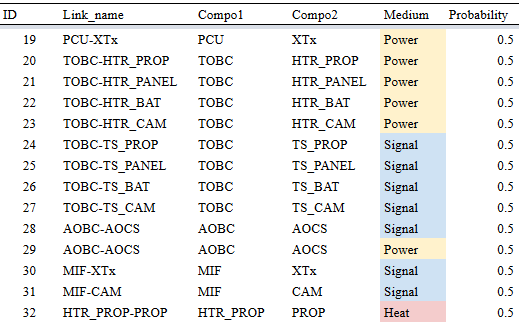 ID Link_name Compo1 Compo2 Medium Probability
19 PCU-XTx PCU XTx Power 0.5
20 TOBC-HTR_PROP TOBC HTR_PROP Power 0.5
21 TOBC-HTR_PANEL TOBC HTR_PANEL Power 0.5
22 TOBC-HTR_BAT TOBC HTR_BAT Power 0.5
23 TOBC-HTR_CAM TOBC HTR_CAM Power 0.5
24 TOBC-TS_PROP TOBC TS_PROP Signal 0.5
25 TOBC-TS_PANEL TOBC TS_PANEL Signal 0.5
26 TOBC-TS_BAT TOBC TS_BAT Signal 0.5
27 TOBC-TS_CAM TOBC TS_CAM Signal 0.5
28 AOBC-AOCS AOBC AOCS Signal 0.5
29 AOBC-AOCS AOBC AOCS Power 0.5
30 MIF-XTx MIF XTx Signal 0.5
31 MIF-CAM MIF CAM Signal 0.5
32 HTR_PROP-PROP HTR_PROP PROP Heat 0.5